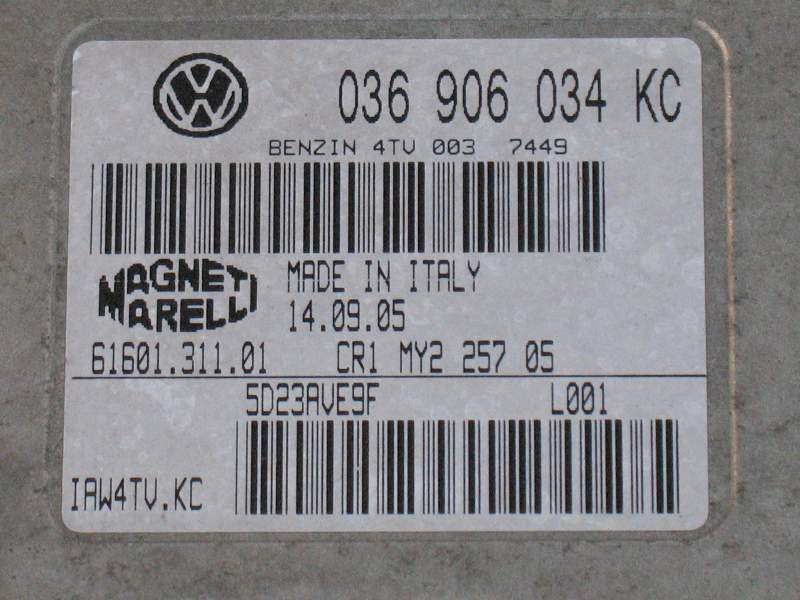 036 906 034 KC
BENZIN 4TV 003 7449
MAGNETI MARELLI
MADE IN ITALY
14.09.05
61601.311.01 CR1 MY2 257 05
5D23AVE9F L001
IAW4TV.KC